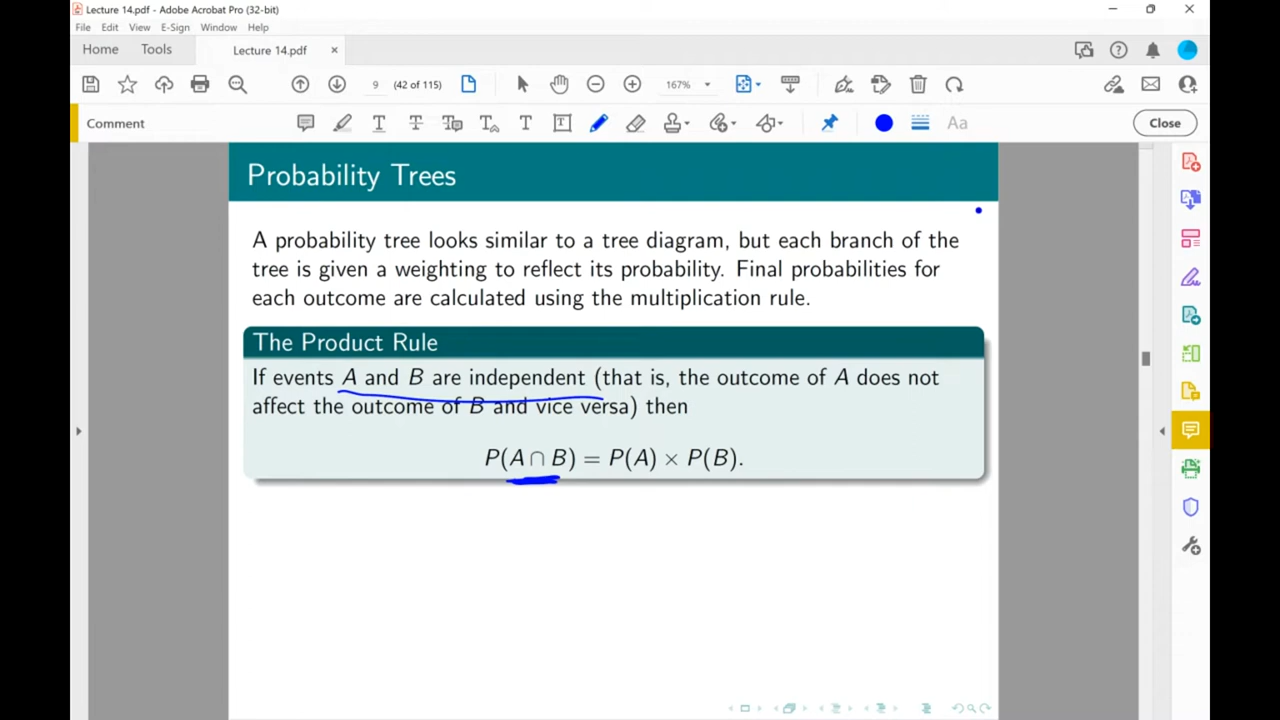 Lecture 14.pdf - Adobe Acrobat Pro (32-bit)
File Edit View E-Sign Window Help
Home Tools Lecture 14.pdf ×
9 (42 of 115) 167%
Comment T T T T T Aa Close
Probability Trees
A probability tree looks similar to a tree diagram, but each branch of the
tree is given a weighting to reflect its probability. Final probabilities for
each outcome are calculated using the multiplication rule.
The Product Rule
If events A and B are independent (that is, the outcome of A does not
affect the outcome of B and vice versa) then
P(A ∩ B) = P(A) × P(B).